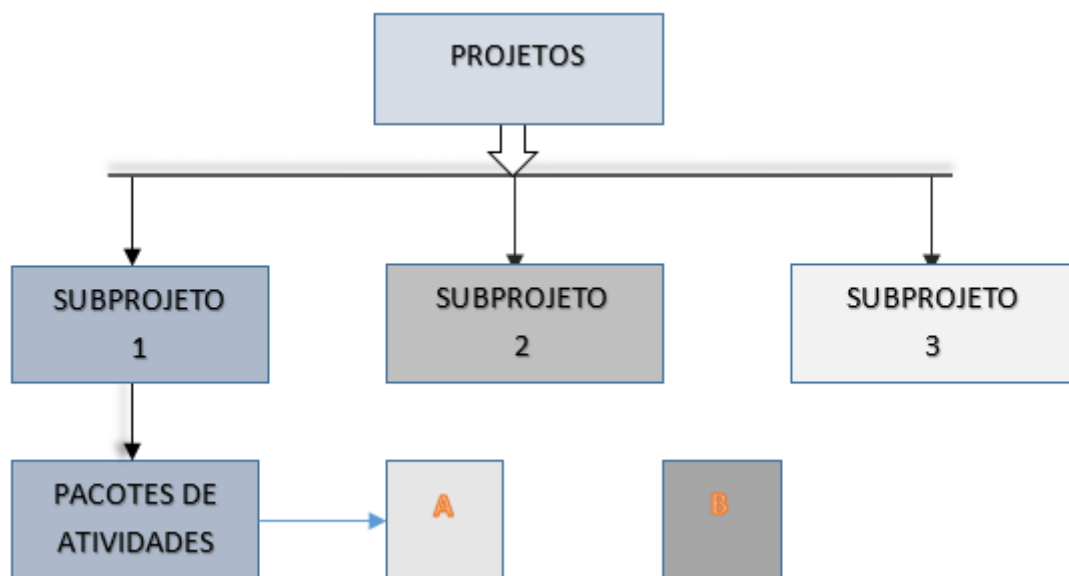 PROJETOS
SUBPROJETO
1
SUBPROJETO
2
SUBPROJETO
3
PACOTES DE
ATIVIDADES
A
B